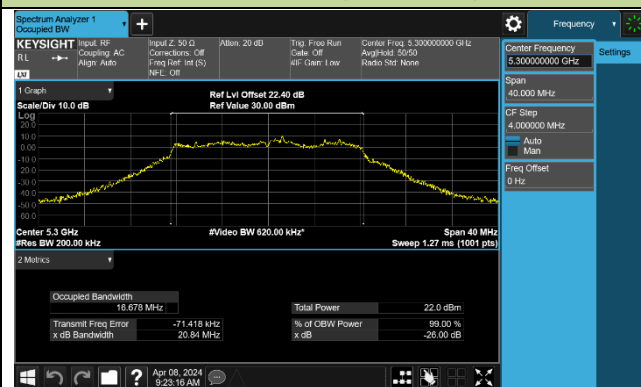 Spectrum Analyzer 1
Occupied BW
Frequency
KEYSIGHT
Input: RF
Coupling: AC
Align: Auto
Input Z: 50 Ω
Corrections: Off
Freq Ref: Int (S)
NFE: Off
Atten: 20 dB
Trig: Free Run
Gate: Off
#IF Gain: Low
Center Freq: 5.300000000 GHz
Avg|Hold: 50/50
Radio Std: None
RL
LXI
Center Frequency
5.300000000 GHz
Settings
Span
40.000 MHz
CF Step
4.000000 MHz
Auto
Man
Freq Offset
0 Hz
1 Graph
Scale/Div 10.0 dB
Ref Lvl Offset 22.40 dB
Ref Value 30.00 dBm
Log
20.0
10.0
0.00
-10.0
-20.0
-30.0
-40.0
-50.0
-60.0
Center 5.3 GHz
#Video BW 620.00 kHz*
Span 40 MHz
#Res BW 200.00 kHz
Sweep 1.27 ms (1001 pts)
2 Metrics
Occupied Bandwidth
16.678 MHz
Total Power
22.0 dBm
Transmit Freq Error
-71.418 kHz
% of OBW Power
99.00 %
x dB Bandwidth
20.84 MHz
x dB
-26.00 dB
Apr 08, 2024
9:23:16 AM